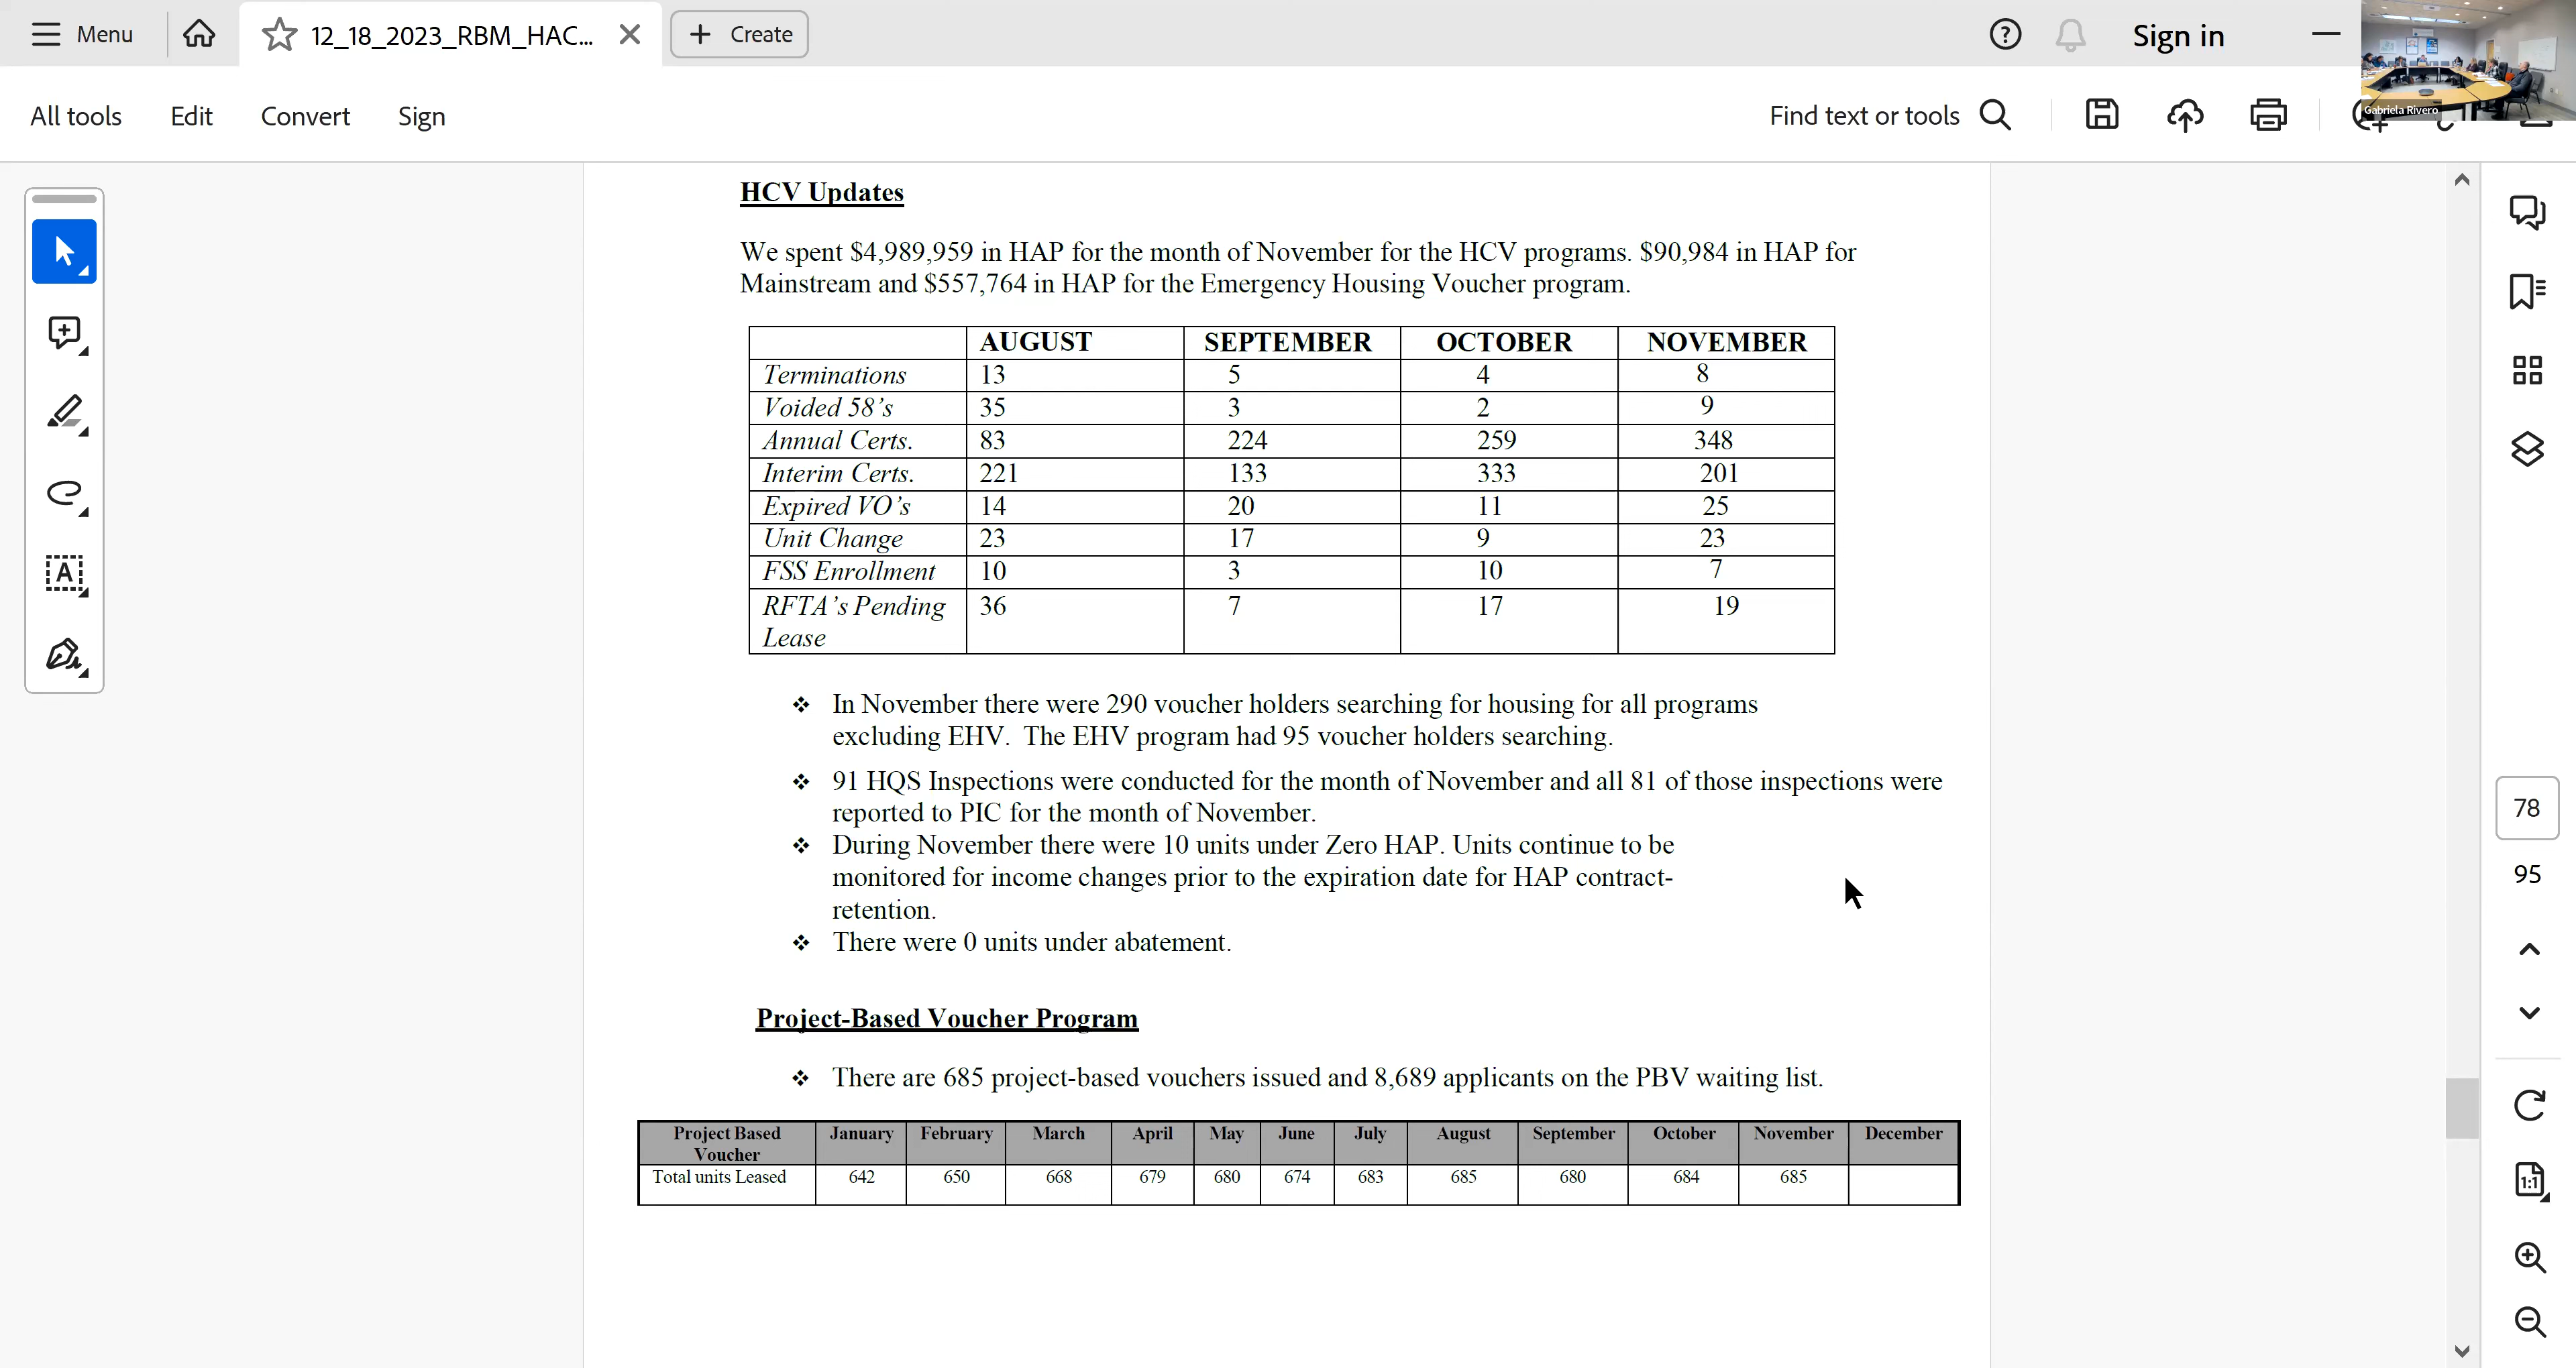 Menu
12_18_2023_RBM_HAC...
Create
Sign in
Gabriela Rivero
All tools
Edit
Convert
Sign
Find text or tools
HCV Updates
We spent $4,989,959 in HAP for the month of November for the HCV programs. $90,984 in HAP for
Mainstream and $557,764 in HAP for the Emergency Housing Voucher program.
AUGUST SEPTEMBER OCTOBER NOVEMBER
Terminations 13 5 4 8
Voided 58's 35 3 2 9
Annual Certs. 83 224 259 348
Interim Certs. 221 133 333 201
Expired VO's 14 20 11 25
Unit Change 23 17 9 23
FSS Enrollment 10 3 10 7
RFTA's Pending 36 7 17 19
Lease
❖ In November there were 290 voucher holders searching for housing for all programs
excluding EHV. The EHV program had 95 voucher holders searching.
❖ 91 HQS Inspections were conducted for the month of November and all 81 of those inspections were
reported to PIC for the month of November.
❖ During November there were 10 units under Zero HAP. Units continue to be
monitored for income changes prior to the expiration date for HAP contract-
retention.
❖ There were 0 units under abatement.
Project-Based Voucher Program
❖ There are 685 project-based vouchers issued and 8,689 applicants on the PBV waiting list.
Project Based January February March April May June July August September October November December
Voucher
Total units Leased 642 650 668 679 680 674 683 685 680 684 685
78
95
1:1